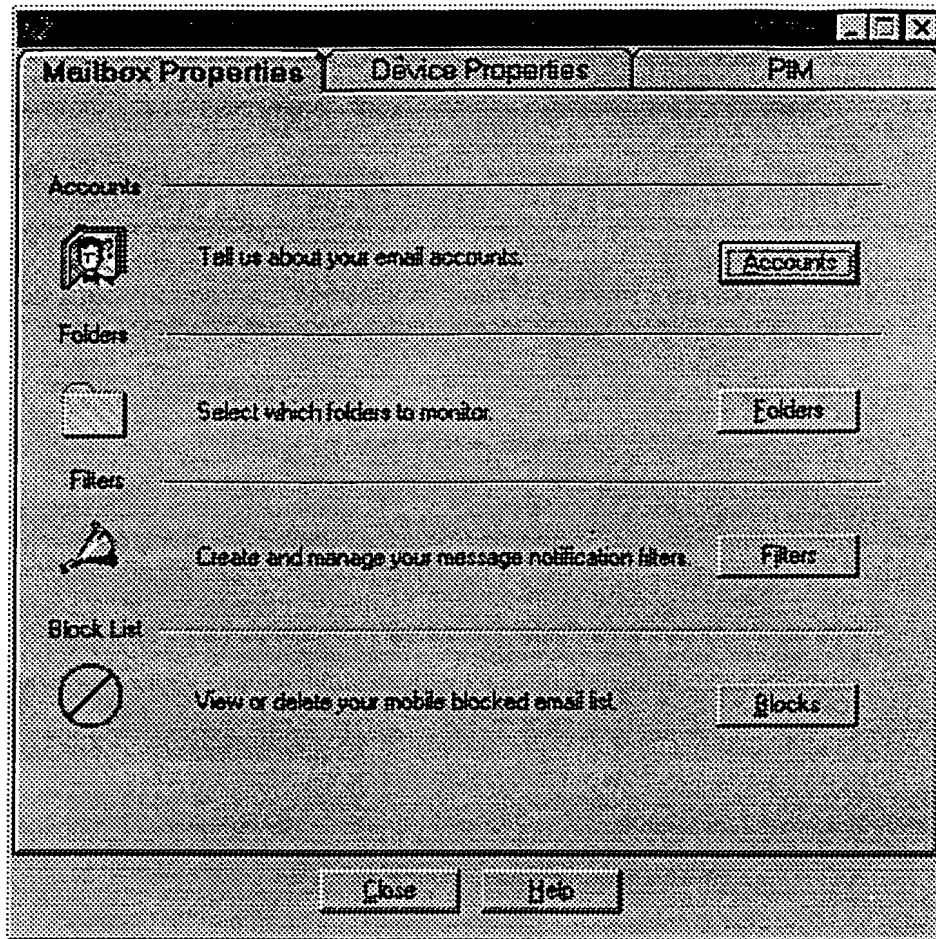 Mailbox Properties Device Properties PIM
Accounts
Tell us about your email accounts. Accounts
Folders
Select which folders to monitor. Folders
Filters
Create and manage your message notification filters. Filters
Block List
View or delete your mobile blocked email list. Blocks
Close Help